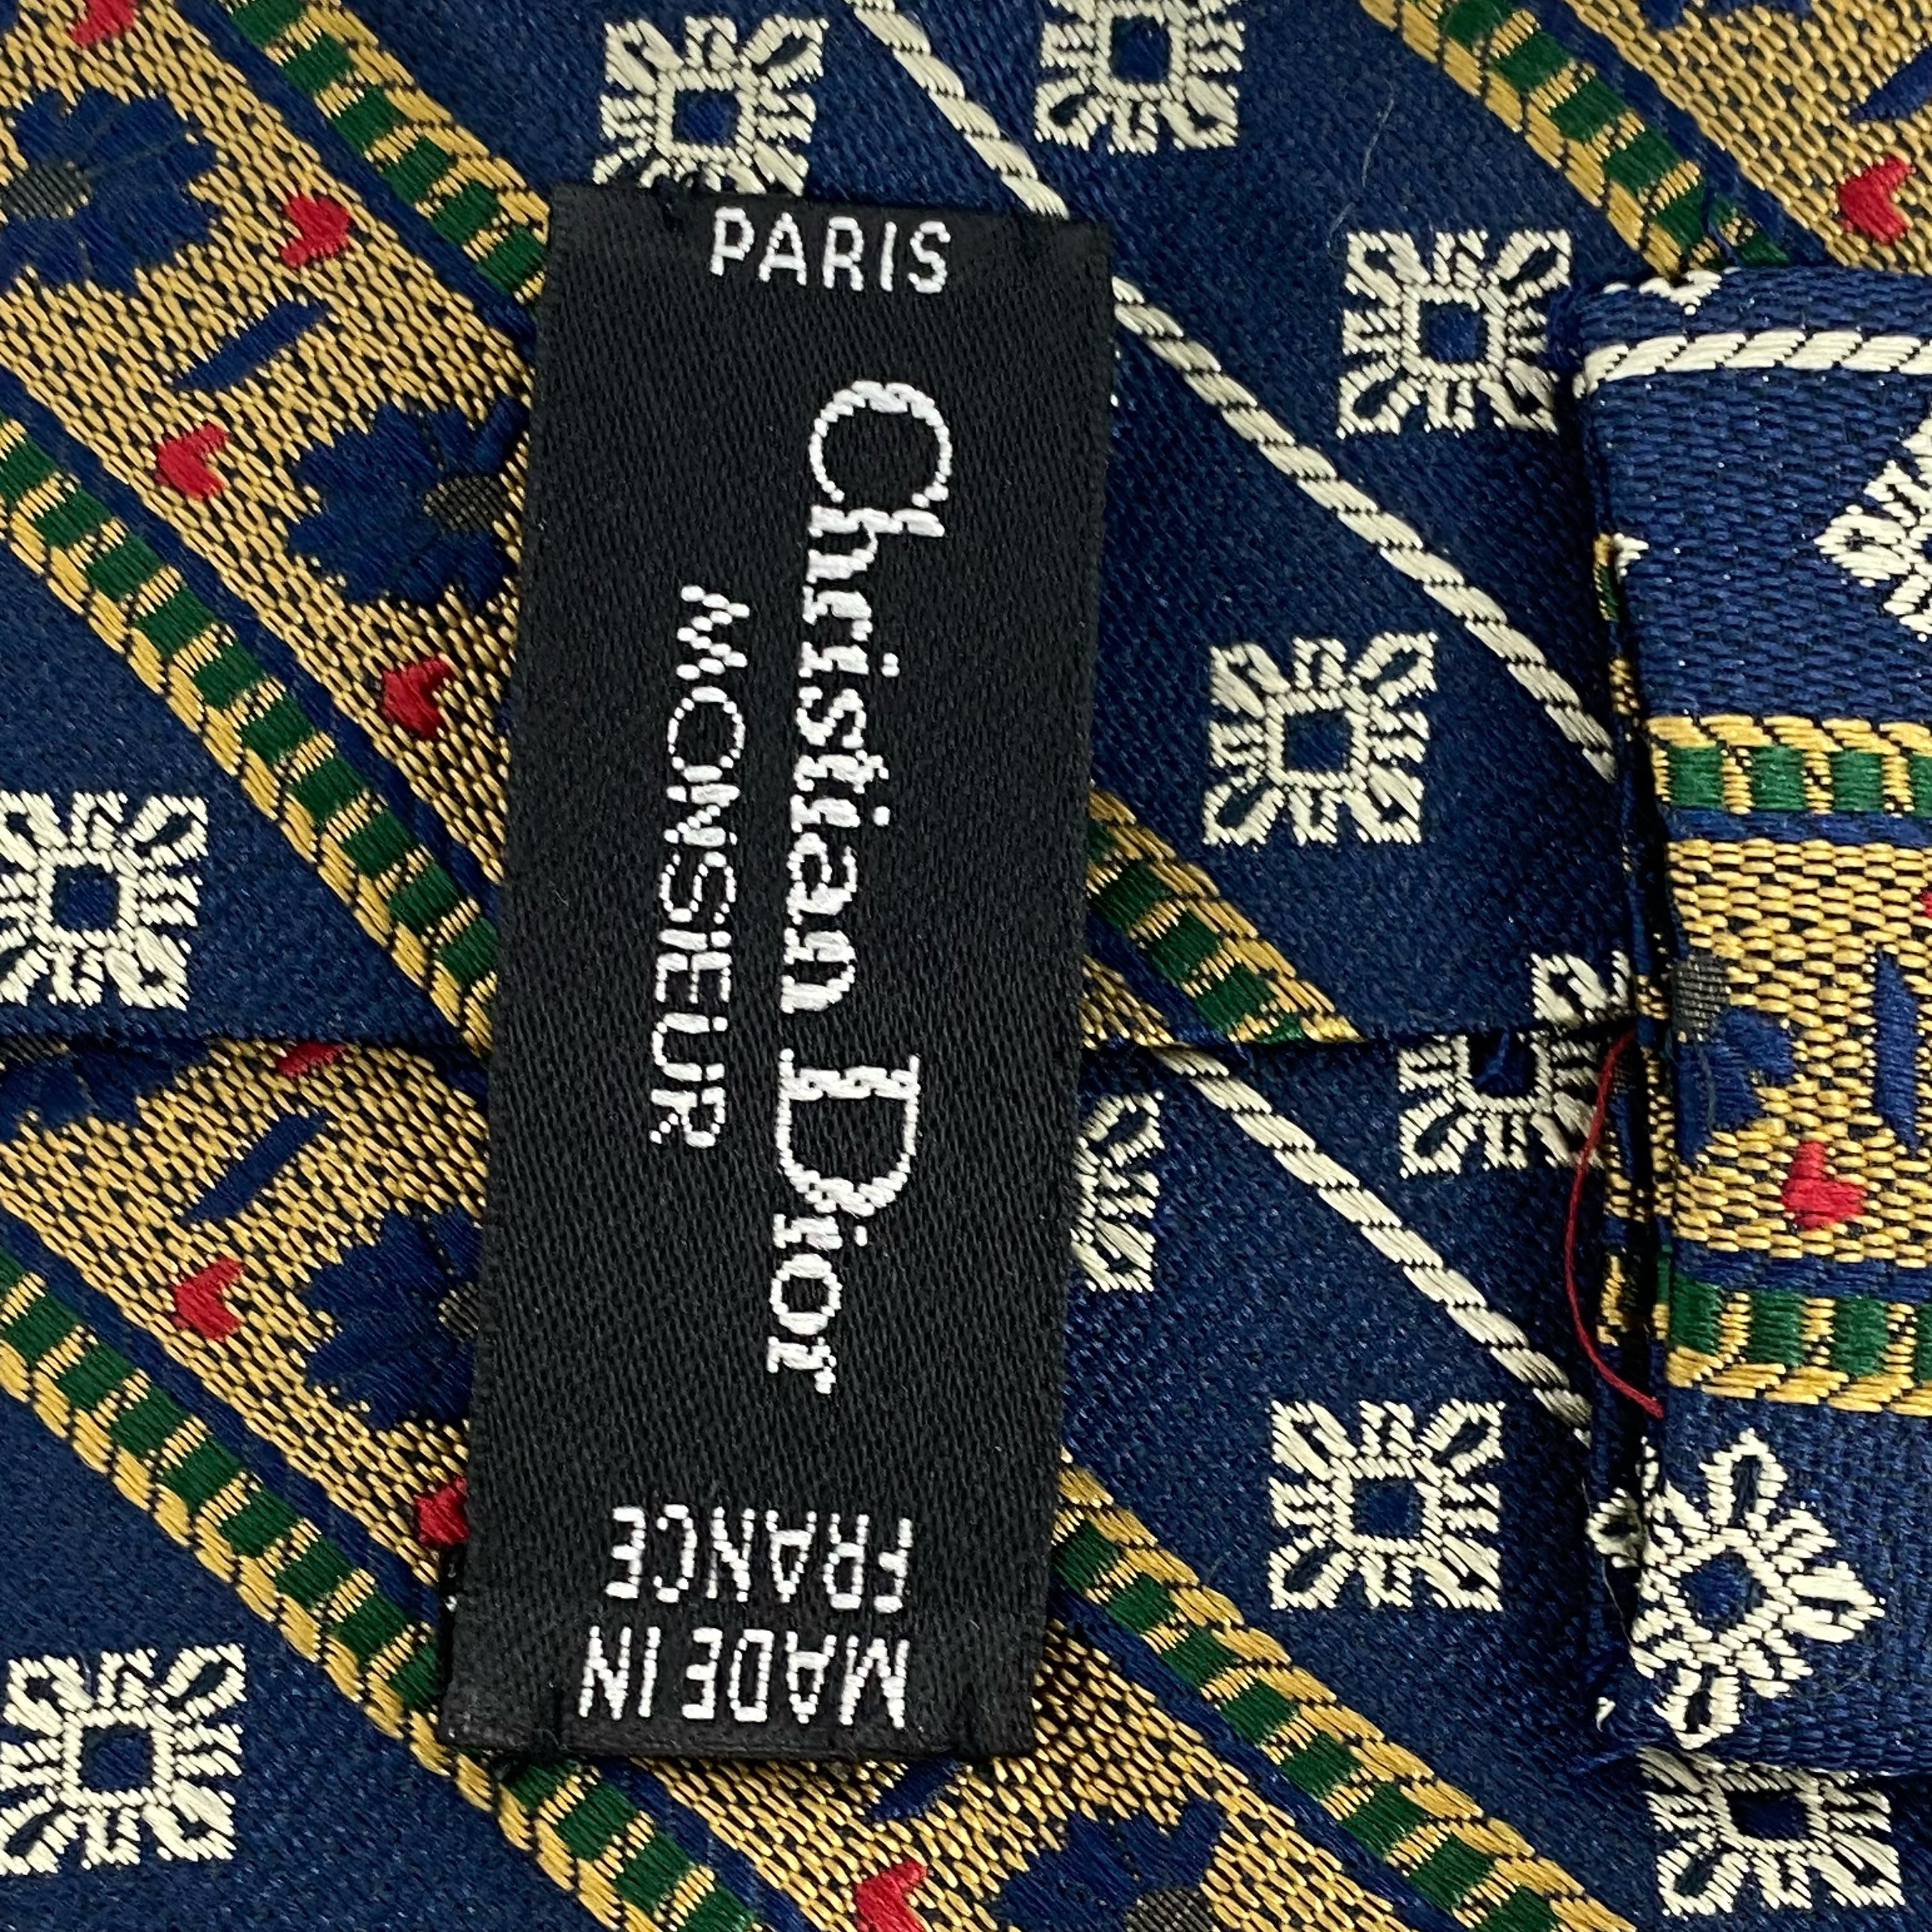 PARIS
Christian Dior
MONSIEUR
MADE IN
FRANCE